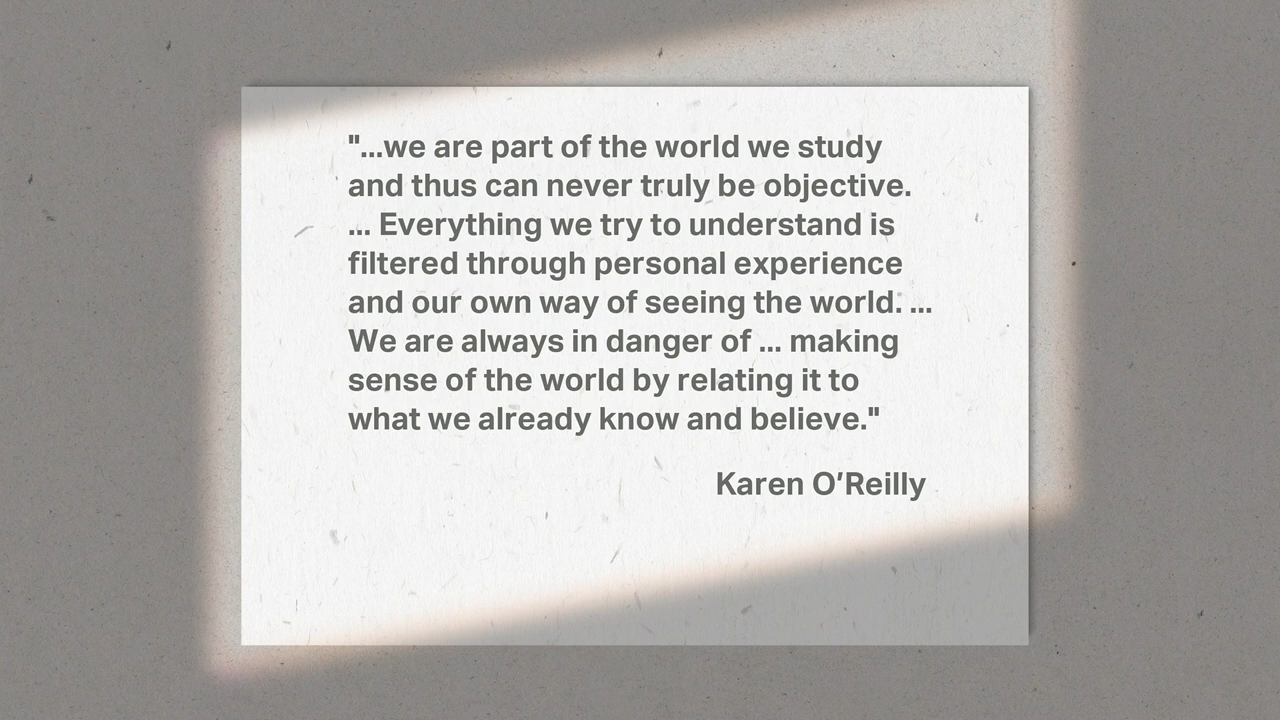 "...we are part of the world we study
and thus can never truly be objective.
... Everything we try to understand is
filtered through personal experience
and our own way of seeing the world. ...
We are always in danger of ... making
sense of the world by relating it to
what we already know and believe."
Karen O’Reilly